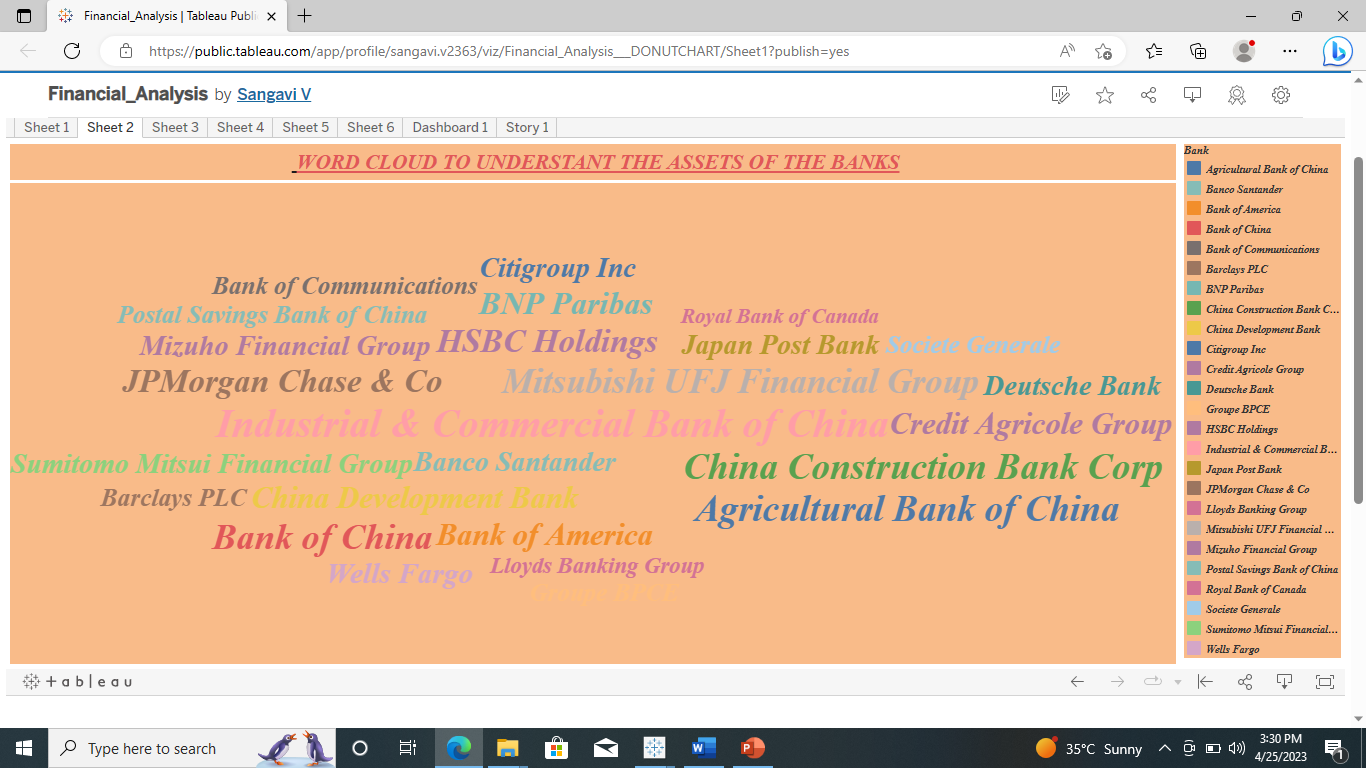 Financial_Analysis | Tableau Publi
https://public.tableau.com/app/profile/sangavi.v2363/viz/Financial_Analysis__DONUTCHART/Sheet1?publish=yes
Financial_Analysis by Sangavi V
Sheet 1 Sheet 2 Sheet 3 Sheet 4 Sheet 5 Sheet 6 Dashboard 1 Story 1
WORD CLOUD TO UNDERSTANT THE ASSETS OF THE BANKS
Citigroup Inc
Bank of Communications
BNP Paribas
Postal Savings Bank of China
Royal Bank of Canada
Mizuho Financial Group
HSBC Holdings
Japan Post Bank
Societe Generale
JPMorgan Chase & Co
Mitsubishi UFJ Financial Group
Deutsche Bank
Industrial & Commercial Bank of China
Credit Agricole Group
Sumitomo Mitsui Financial Group
Banco Santander
China Construction Bank Corp
Barclays PLC
China Development Bank
Agricultural Bank of China
Bank of China
Bank of America
Wells Fargo
Lloyds Banking Group
Groupe BPCE
Bank
Agricultural Bank of China
Banco Santander
Bank of America
Bank of China
Bank of Communications
Barclays PLC
BNP Paribas
China Construction Bank C...
China Development Bank
Citigroup Inc
Credit Agricole Group
Deutsche Bank
Groupe BPCE
HSBC Holdings
Industrial & Commercial B...
Japan Post Bank
JPMorgan Chase & Co
Lloyds Banking Group
Mitsubishi UFJ Financial ...
Mizuho Financial Group
Postal Savings Bank of China
Royal Bank of Canada
Societe Generale
Sumitomo Mitsui Financial...
Wells Fargo
+ a b l e a u
Type here to search
35°C Sunny
3:30 PM
4/25/2023
1